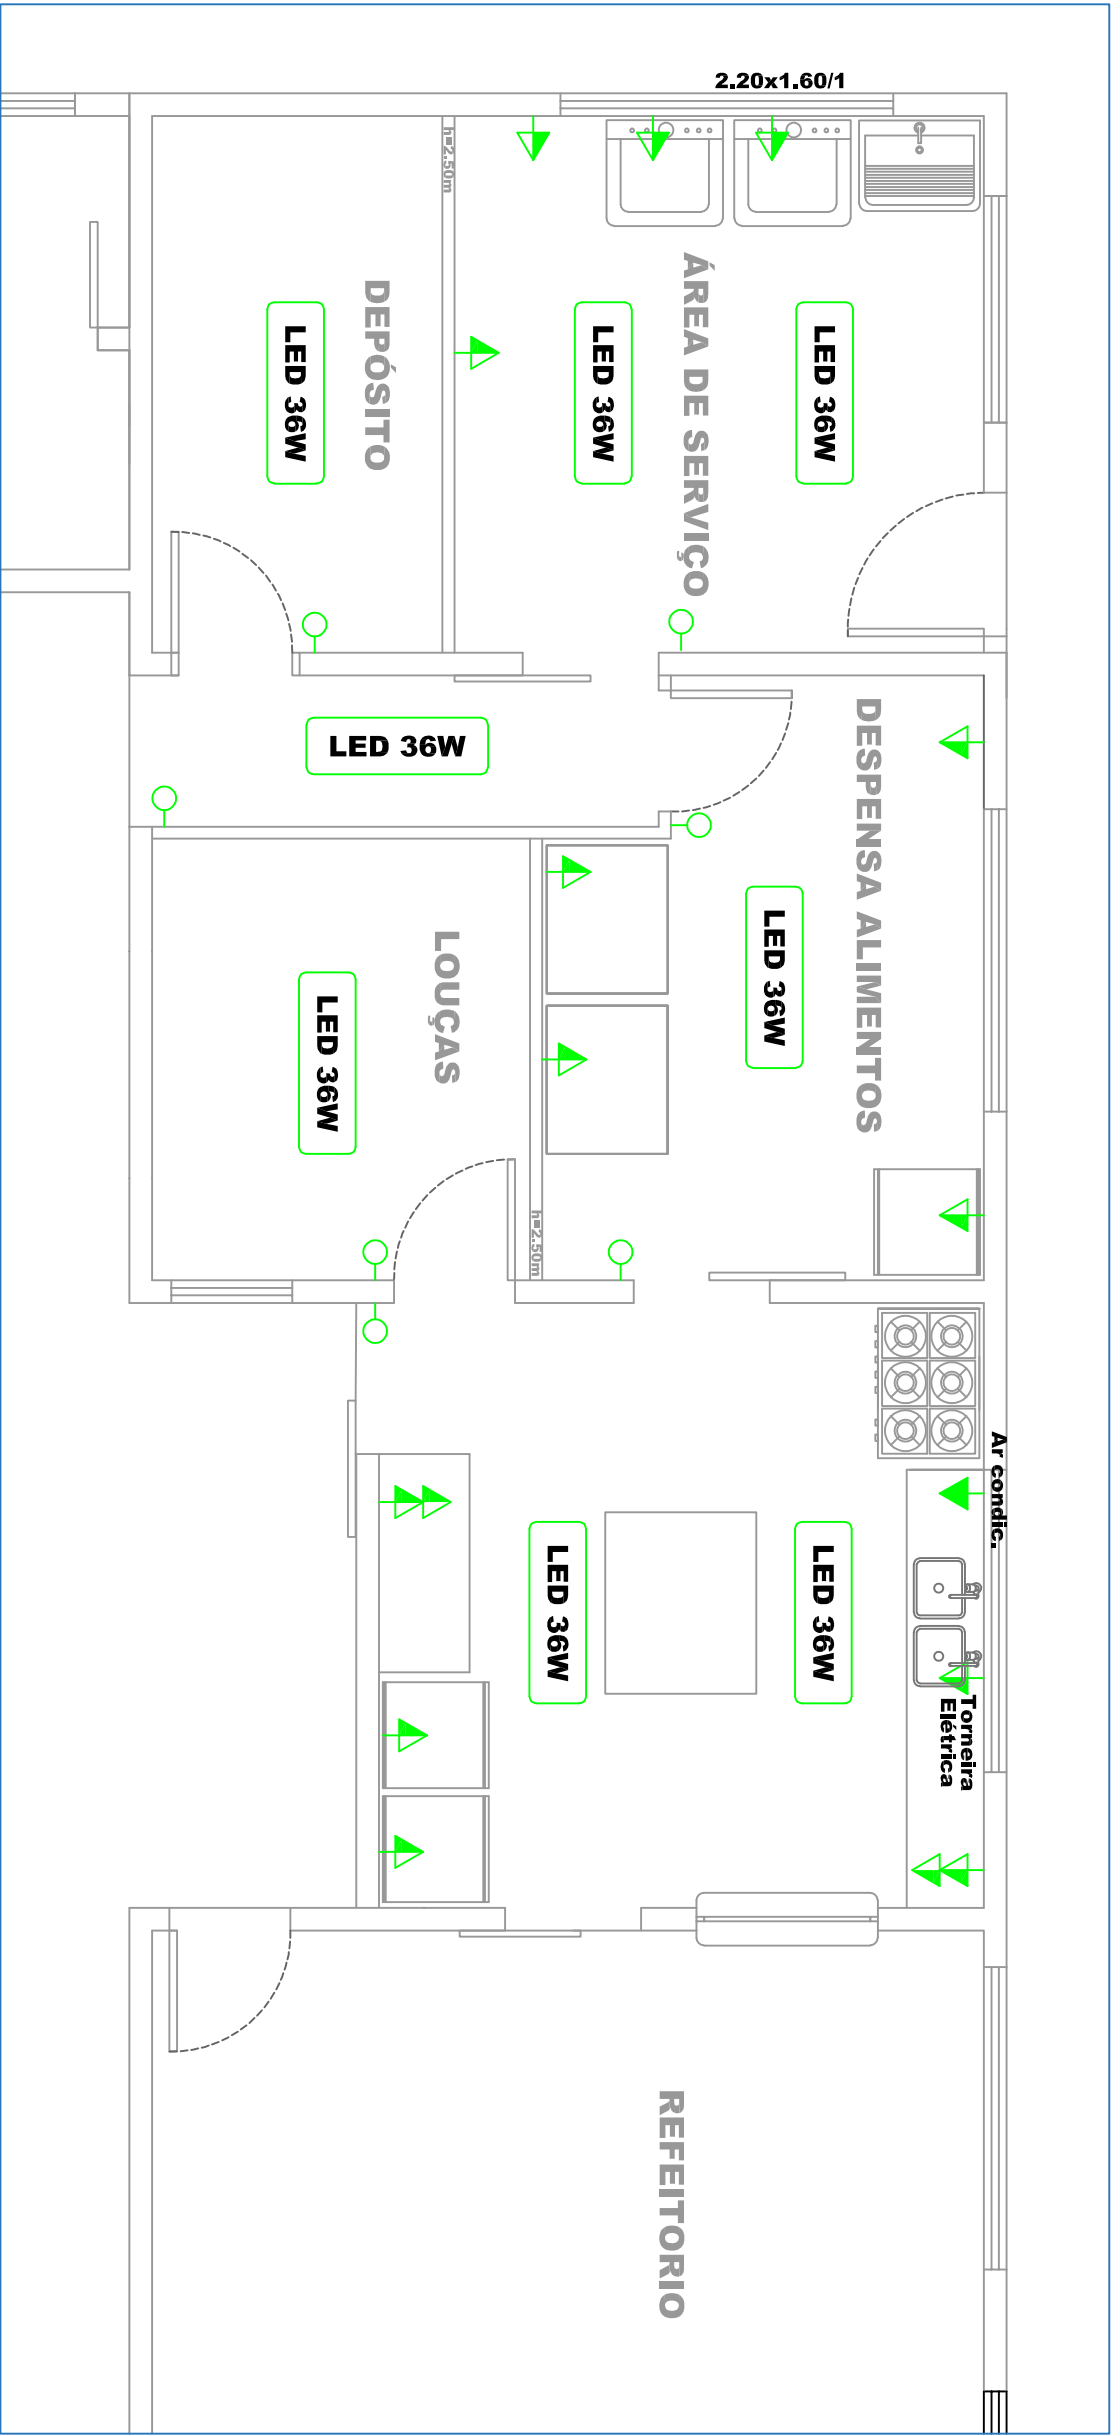 2.20x1.60/1
h=2.50m
DEPÓSITO
LED 36W
ÁREA DE SERVIÇO
LED 36W
LED 36W
LED 36W
DESPENSA ALIMENTOS
LED 36W
LOUÇAS
LED 36W
h=2.50m
Ar condic.
LED 36W
LED 36W
Torneira
Elétrica
REFEITORIO